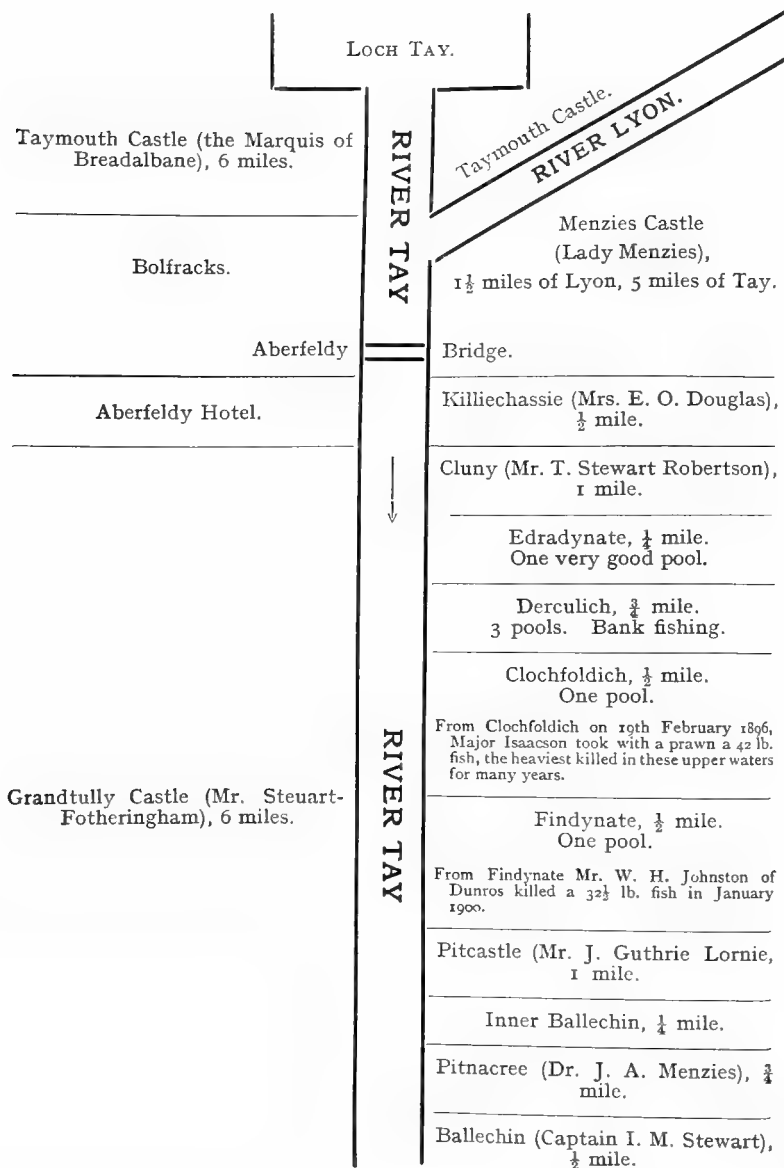 LOCH TAY.
Taymouth Castle.
RIVER LYON.
RIVER TAY
Taymouth Castle (the Marquis of
Breadalbane), 6 miles.
Menzies Castle
(Lady Menzies),
1½ miles of Lyon, 5 miles of Tay.
Bolfracks.
Aberfeldy
Bridge.
Aberfeldy Hotel.
Killiechassie (Mrs. E. O. Douglas),
½ mile.
Cluny (Mr. T. Stewart Robertson),
1 mile.
Edradynate, ¼ mile.
One very good pool.
Derculich, ¾ mile.
3 pools. Bank fishing.
Clochfoldich, ½ mile.
One pool.
From Clochfoldich on 19th February 1896,
Major Isaacson took with a prawn a 42 lb.
fish, the heaviest killed in these upper waters
for many years.
RIVER TAY
Grandtully Castle (Mr. Steuart-
Fotheringham), 6 miles.
Findynate, ½ mile.
One pool.
From Findynate Mr. W. H. Johnston of
Dunros killed a 32½ lb. fish in January
1900.
Pitcastle (Mr. J. Guthrie Lornie,
1 mile.
Inner Ballechin, ¼ mile.
Pitnacree (Dr. J. A. Menzies), ¾
mile.
Ballechin (Captain I. M. Stewart),
½ mile.